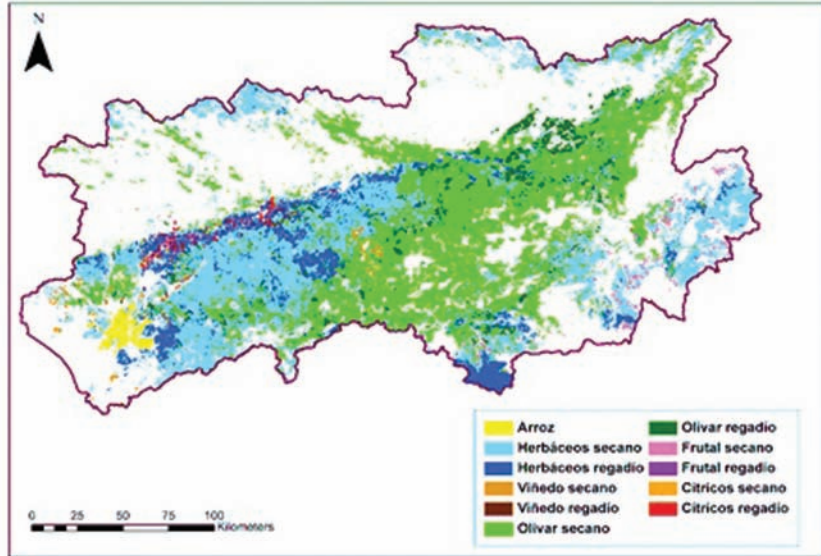 N
Arroz
Herbáceos secano
Herbáceos regadío
Viñedo secano
Viñedo regadío
Olivar secano
Olivar regadío
Frutal secano
Frutal regadío
Cítricos secano
Cítricos regadío
0 25 50 100
Kilometers